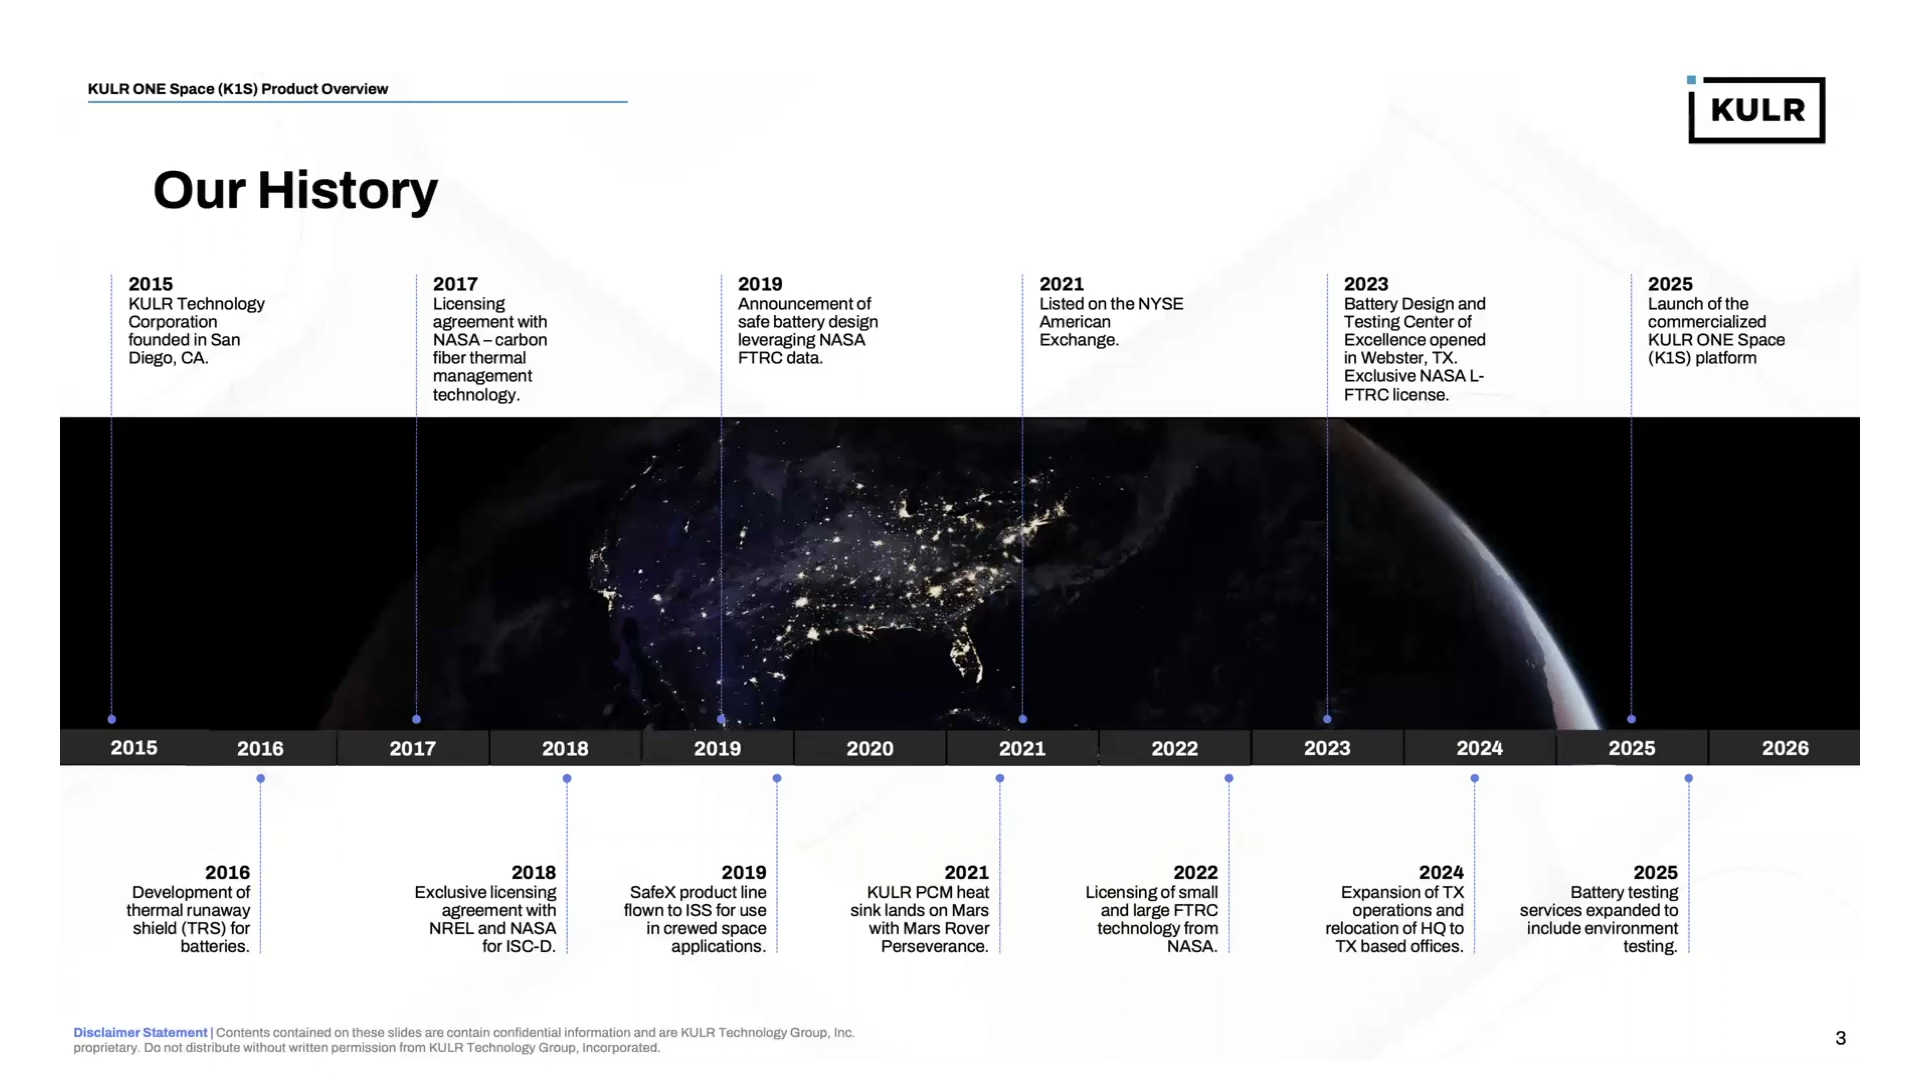 KULR ONE Space (K1S) Product Overview
KULR
Our History
2015
KULR Technology
Corporation
founded in San
Diego, CA.
2017
Licensing
agreement with
NASA – carbon
fiber thermal
management
technology.
2019
Announcement of
safe battery design
leveraging NASA
FTRC data.
2021
Listed on the NYSE
American
Exchange.
2023
Battery Design and
Testing Center of
Excellence opened
in Webster, TX.
Exclusive NASA L-
FTRC license.
2025
Launch of the
commercialized
KULR ONE Space
(K1S) platform
2015 2016 2017 2018 2019 2020 2021 2022 2023 2024 2025 2026
2016
Development of
thermal runaway
shield (TRS) for
batteries.
2018
Exclusive licensing
agreement with
NREL and NASA
for ISC-D.
2019
SafeX product line
flown to ISS for use
in crewed space
applications.
2021
KULR PCM heat
sink lands on Mars
with Mars Rover
Perseverance.
2022
Licensing of small
and large FTRC
technology from
NASA.
2024
Expansion of TX
operations and
relocation of HQ to
TX based offices.
2025
Battery testing
services expanded to
include environment
testing.
Disclaimer Statement | Contents contained on these slides are contain confidential information and are KULR Technology Group, Inc.
proprietary. Do not distribute without written permission from KULR Technology Group, Incorporated.
3